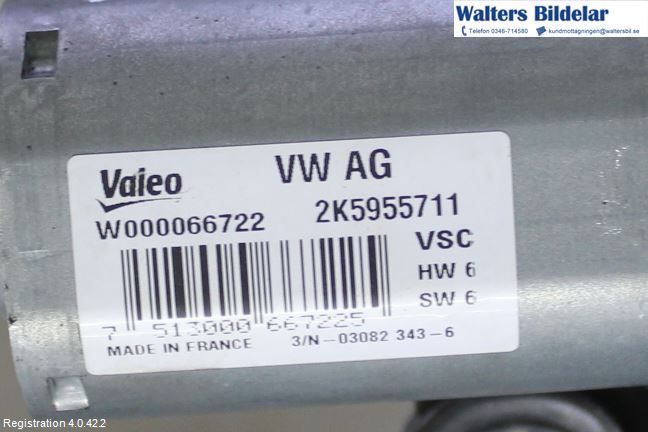 Walters Bildelar
Telefon 0346-714580 kundmottagningen@waltersbil.se
Valeo VW AG
W000066722 2K5955711
VSC
HW 6
SW 6
7 513000 667225
MADE IN FRANCE 3/N-03082 343-6
Registration 4.0.42.2